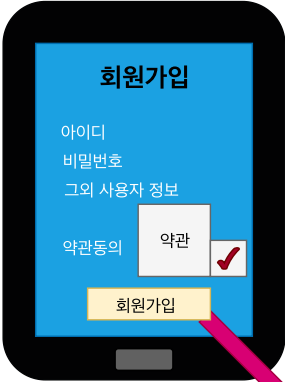 회원가입
아이디
비밀번호
그외 사용자 정보
약관
약관동의
회원가입